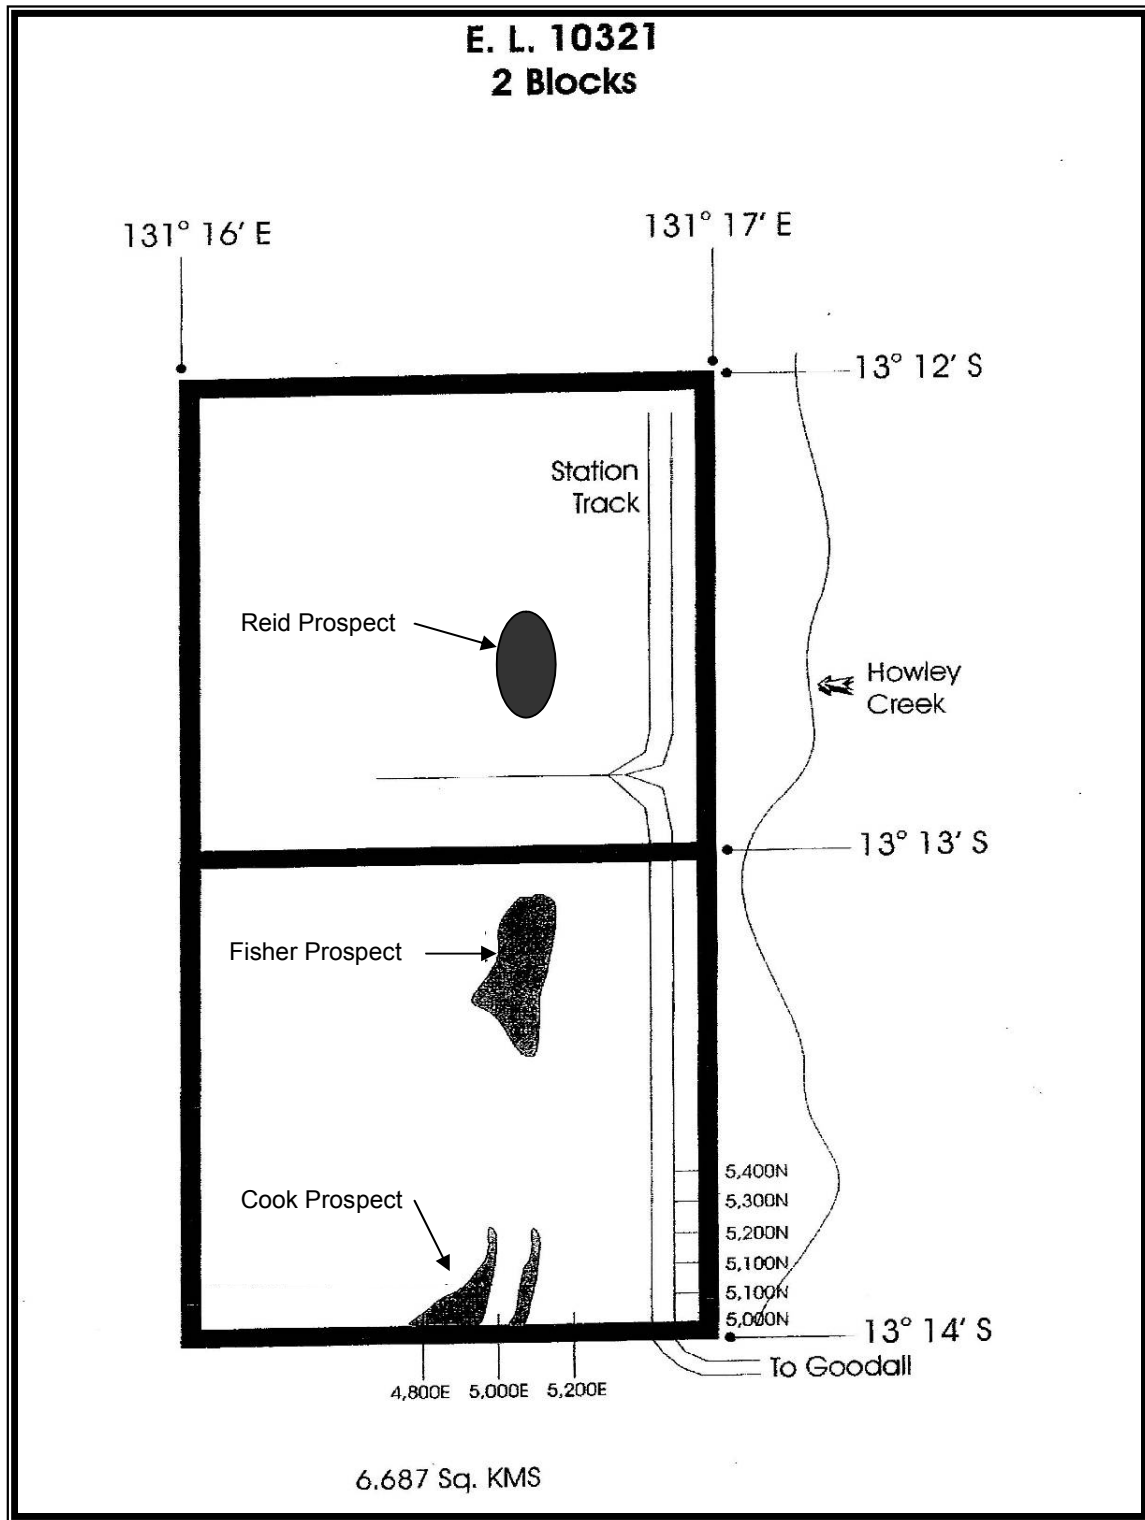 E. L. 10321
2 Blocks
131° 16' E
131° 17' E
13° 12' S
Station
Track
Reid Prospect
Howley
Creek
13° 13' S
Fisher Prospect
Cook Prospect
5,400N
5,300N
5,200N
5,100N
5,100N
5,000N
13° 14' S
To Goodall
4,800E 5,000E 5,200E
6.687 Sq. KMS